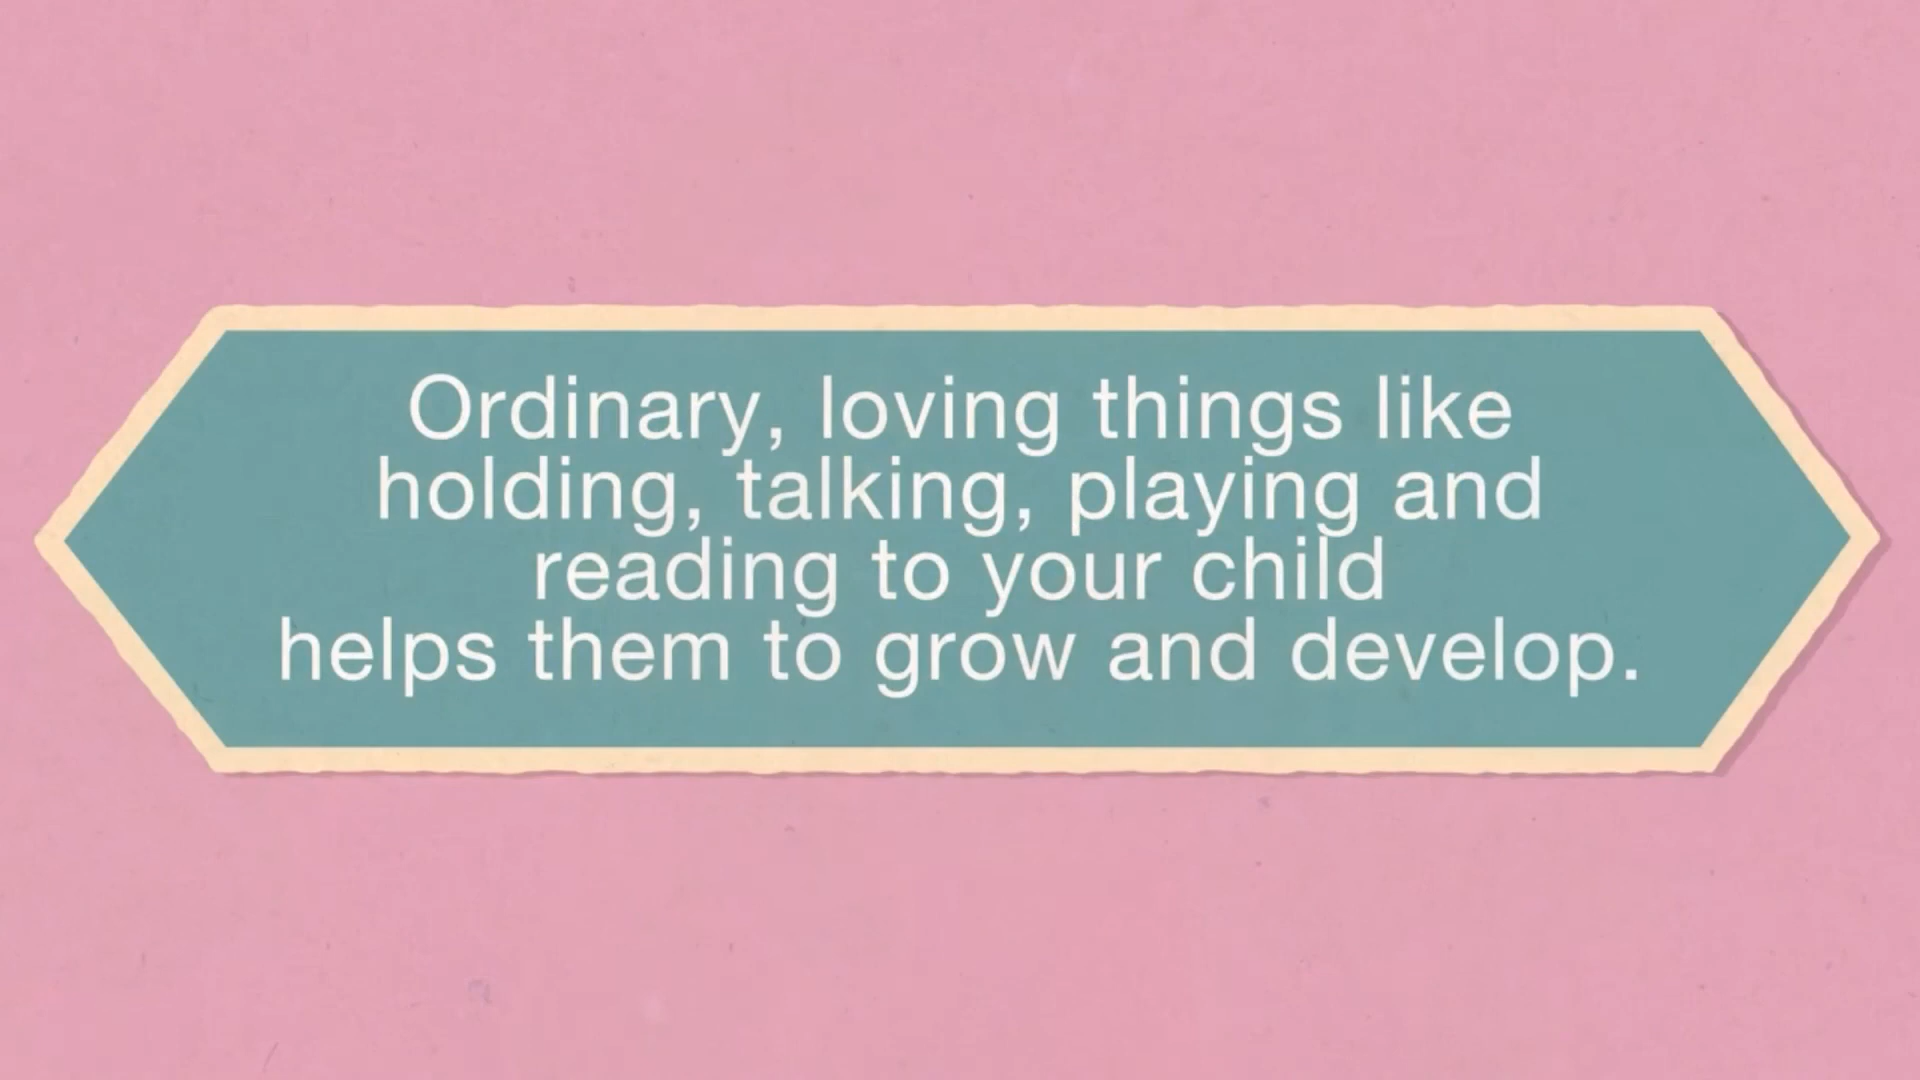 Ordinary, loving things like
holding, talking, playing and
reading to your child
helps them to grow and develop.